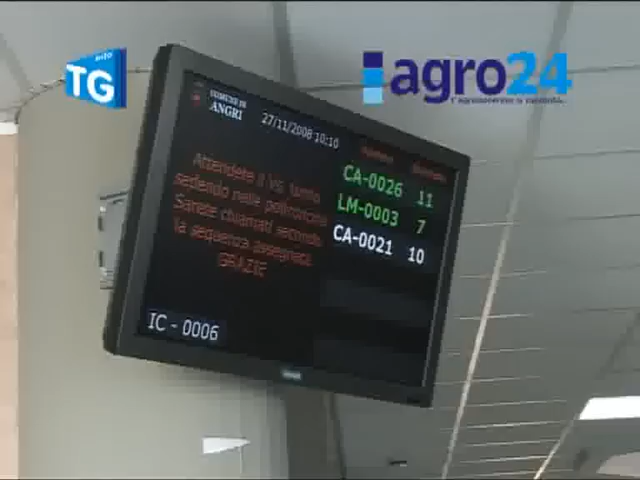 TG
agro24
COMUNE DI
ANGRI
27/11/2008 10:10
Attendete il vs. turno
sedendo nelle poltroncine
Sarete chiamati secondo
la sequenza assegnata
GRAZIE
CA-0026 11
LM-0003 7
CA-0021 10
IC - 0006